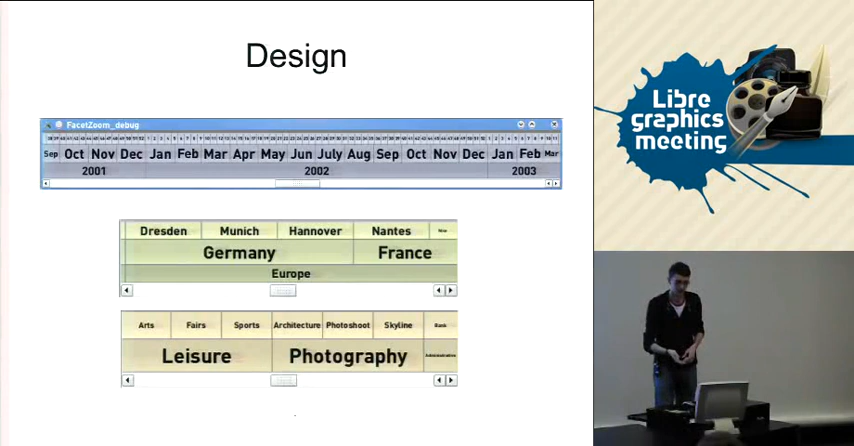 Design
FacetZoom_debug
Sep Oct Nov Dec Jan Feb Mar Apr May Jun July Aug Sep Oct Nov Dec Jan Feb Mar
2001 2002 2003
Dresden Munich Hannover Nantes
Germany France
Europe
Arts Fairs Sports Architecture Photoshoot Skyline Bank
Leisure Photography Administration
Libre
graphics
meeting